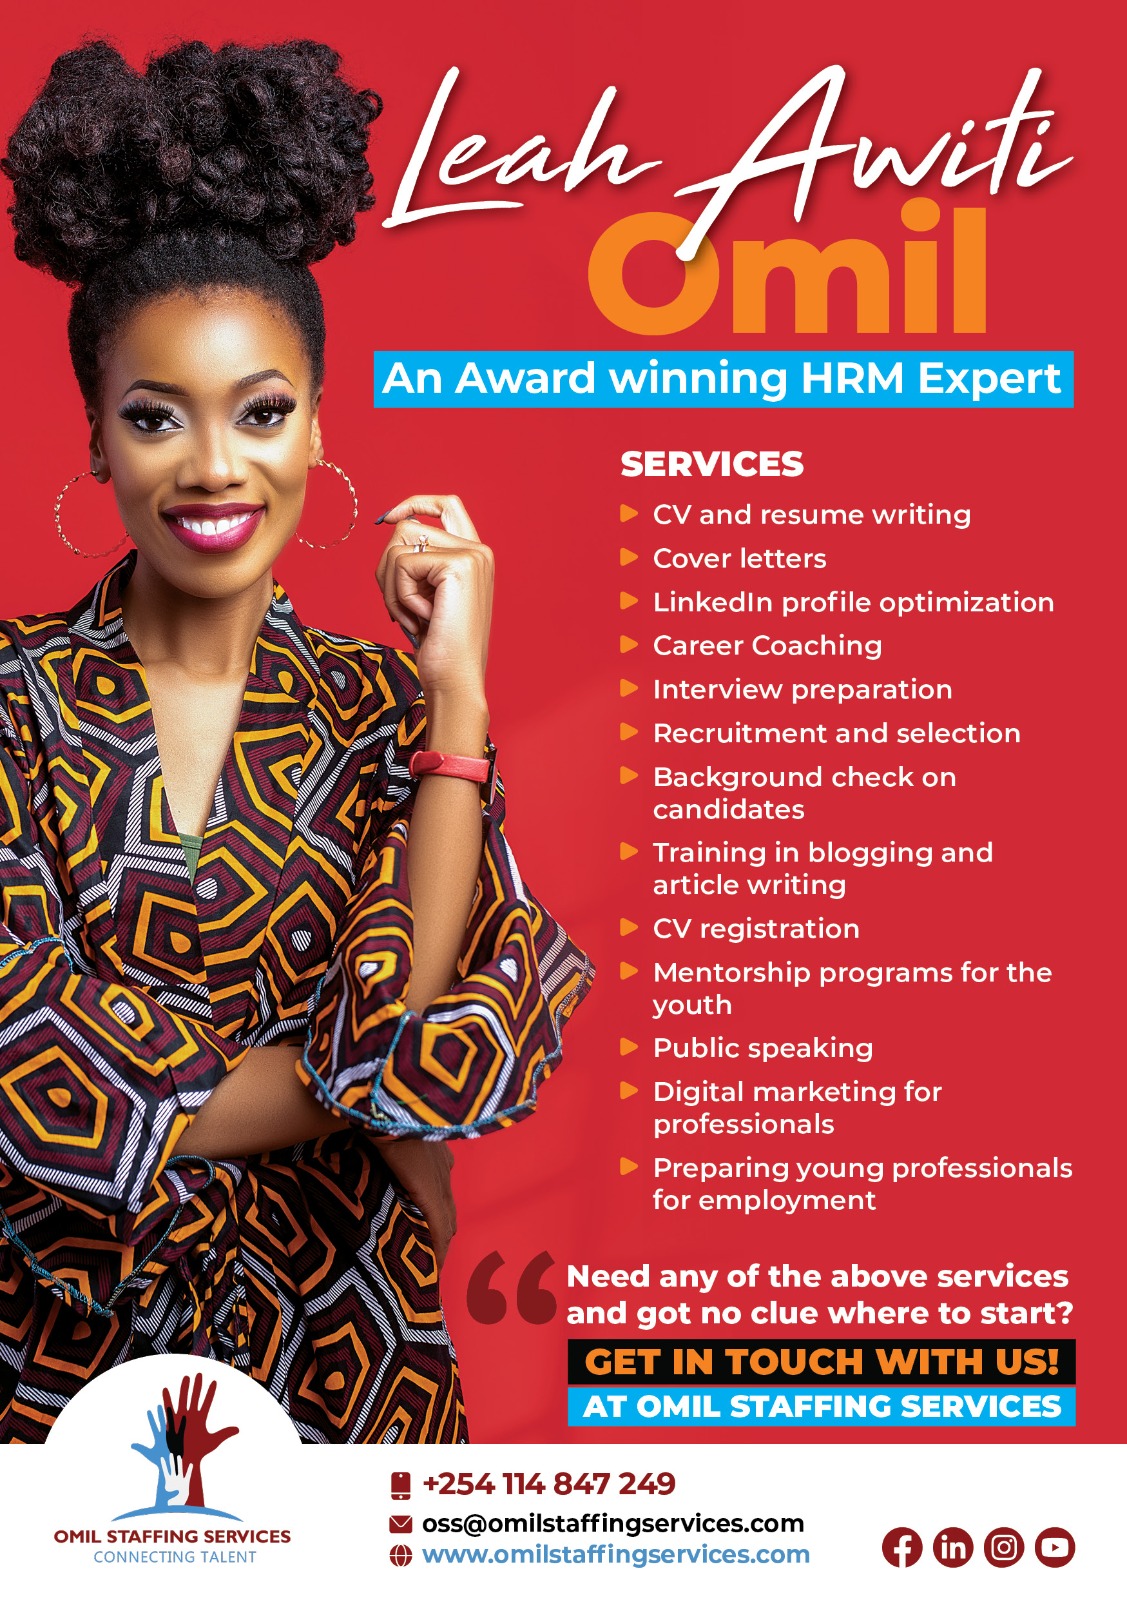 Leah Awiti
Omil
An Award winning HRM Expert
SERVICES
CV and resume writing
Cover letters
LinkedIn profile optimization
Career Coaching
Interview preparation
Recruitment and selection
Background check on
candidates
Training in blogging and
article writing
CV registration
Mentorship programs for the
youth
Public speaking
Digital marketing for
professionals
Preparing young professionals
for employment
“Need any of the above services
and got no clue where to start?
GET IN TOUCH WITH US!
AT OMIL STAFFING SERVICES
OMIL STAFFING SERVICES
CONNECTING TALENT
+254 114 847 249
oss@omilstaffingservices.com
www.omilstaffingservices.com